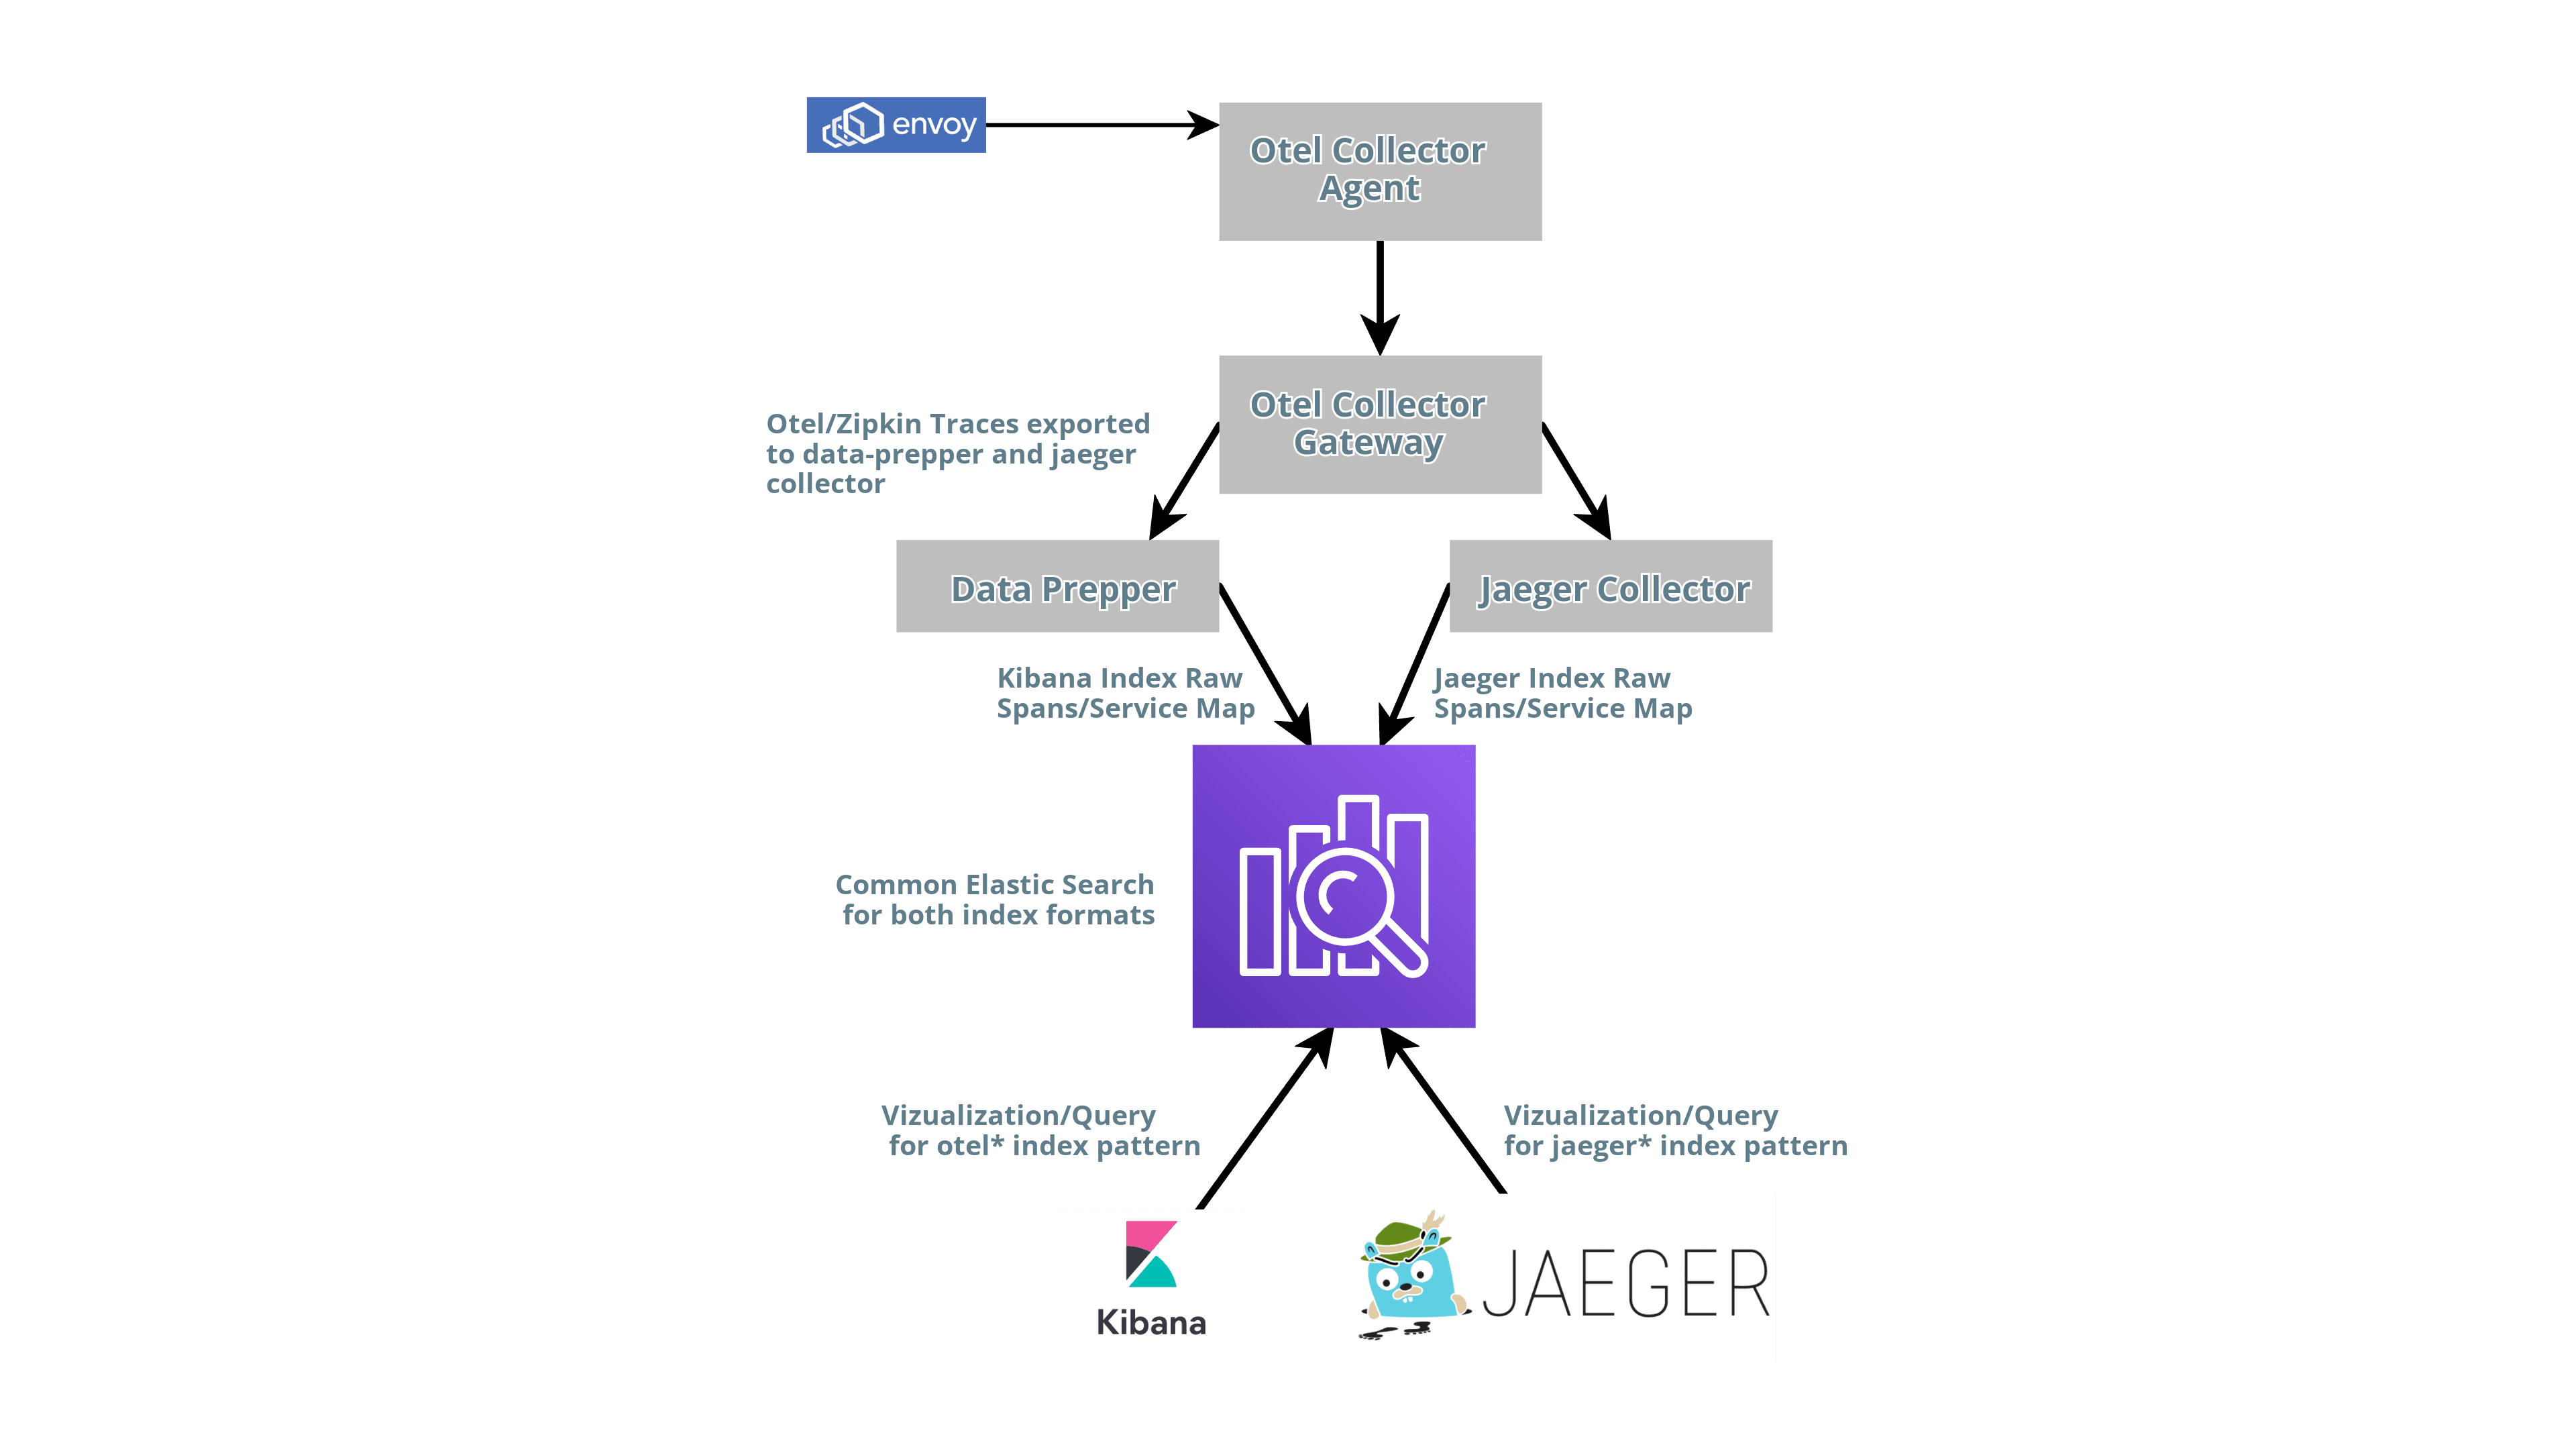 envoy
Otel Collector
Agent
Otel Collector
Gateway
Otel/Zipkin Traces exported
to data-prepper and jaeger
collector
Data Prepper
Jaeger Collector
Kibana Index Raw
Spans/Service Map
Jaeger Index Raw
Spans/Service Map
Common Elastic Search
for both index formats
Vizualization/Query
for otel* index pattern
Vizualization/Query
for jaeger* index pattern
Kibana
JAEGER